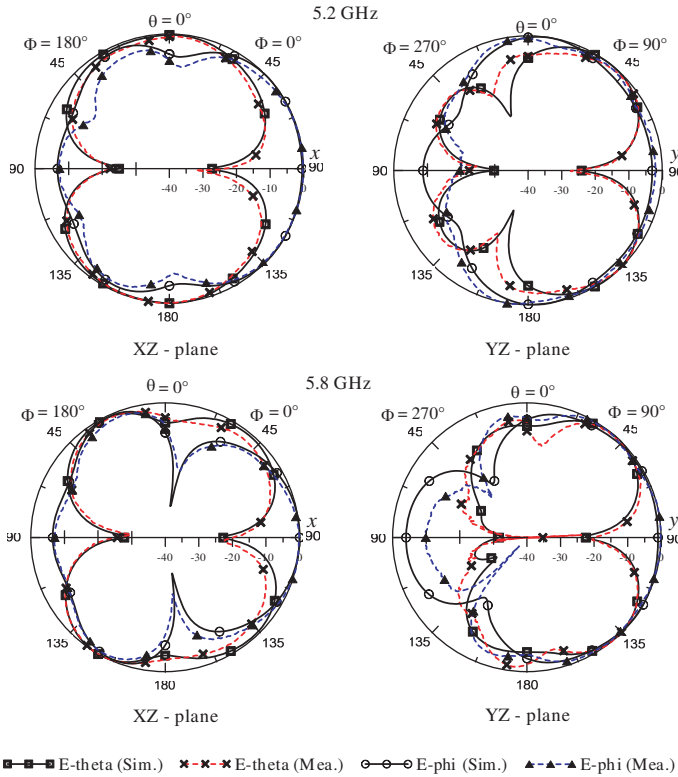 5.2 GHz
θ = 0°
θ = 0°
Φ = 180°
Φ = 0°
Φ = 270°
Φ = 90°
45
45
45
45
x
y
90
-40
-30
-20
-10
0
90
90
-40
-30
-20
-10
0
90
135
135
135
135
180
180
XZ - plane
YZ - plane
5.8 GHz
θ = 0°
θ = 0°
Φ = 180°
Φ = 0°
Φ = 270°
Φ = 90°
45
45
45
45
x
y
90
-40
-30
-20
-10
0
90
90
-40
-30
-20
-10
0
90
135
135
135
135
180
180
XZ - plane
YZ - plane
E-theta (Sim.) E-theta (Mea.) E-phi (Sim.) E-phi (Mea.)